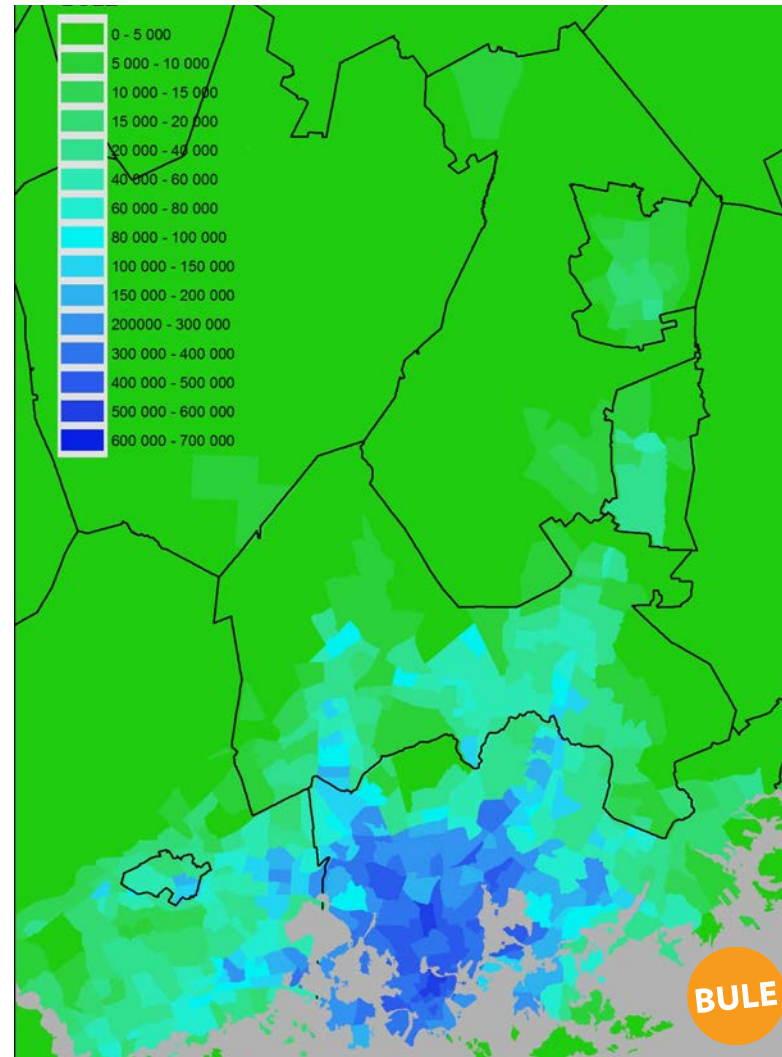 0 - 5 000
5 000 - 10 000
10 000 - 15 000
15 000 - 20 000
20 000 - 40 000
40 000 - 60 000
60 000 - 80 000
80 000 - 100 000
100 000 - 150 000
150 000 - 200 000
200000 - 300 000
300 000 - 400 000
400 000 - 500 000
500 000 - 600 000
600 000 - 700 000
BULE